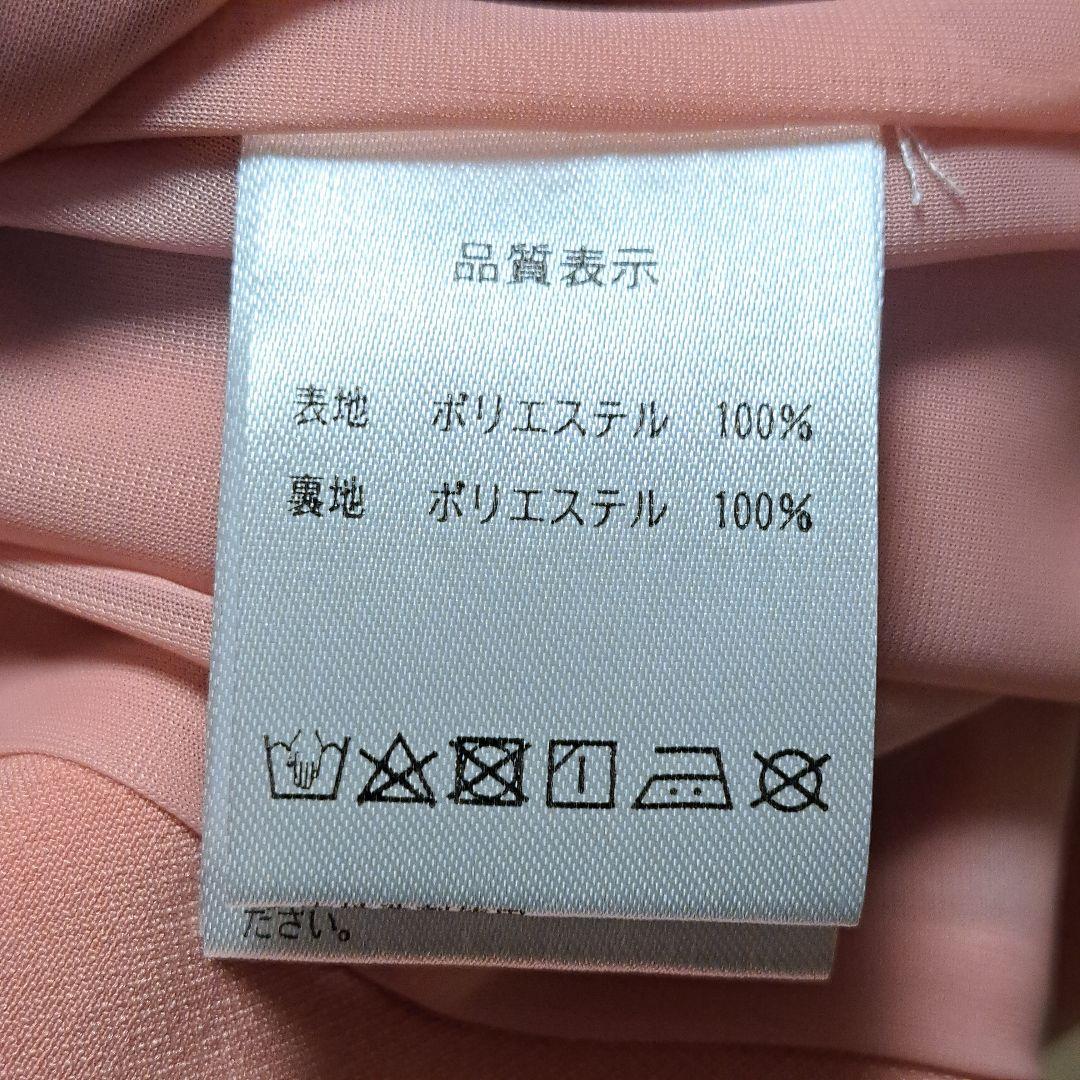 品質表示
表地 ポリエステル 100%
裏地 ポリエステル 100%
ださい。